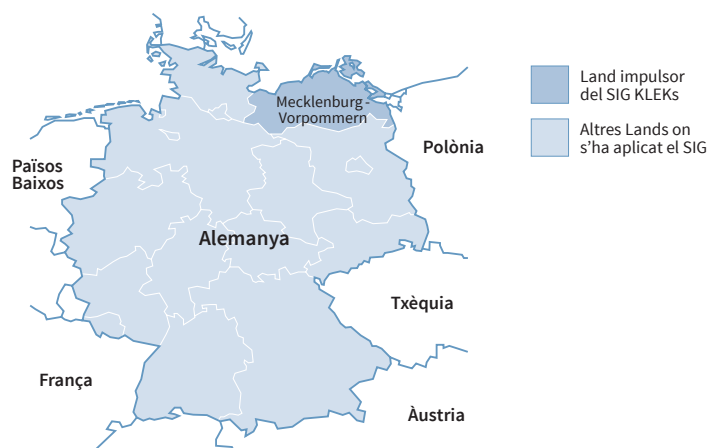 Land impulsor
del SIG KLEKs
Mecklenburg-
Vorpommern
Altres Lands on
s’ha aplicat el SIG
Polònia
Països
Baixos
Alemanya
Txèquia
França
Àustria